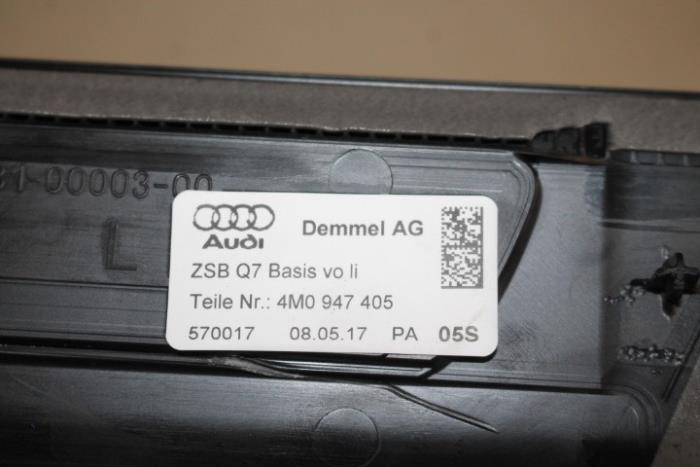 31-00003-00
L
Audi
Demmel AG
ZSB Q7 Basis vo li
Teile Nr.: 4M0 947 405
570017 08.05.17 PA 05S